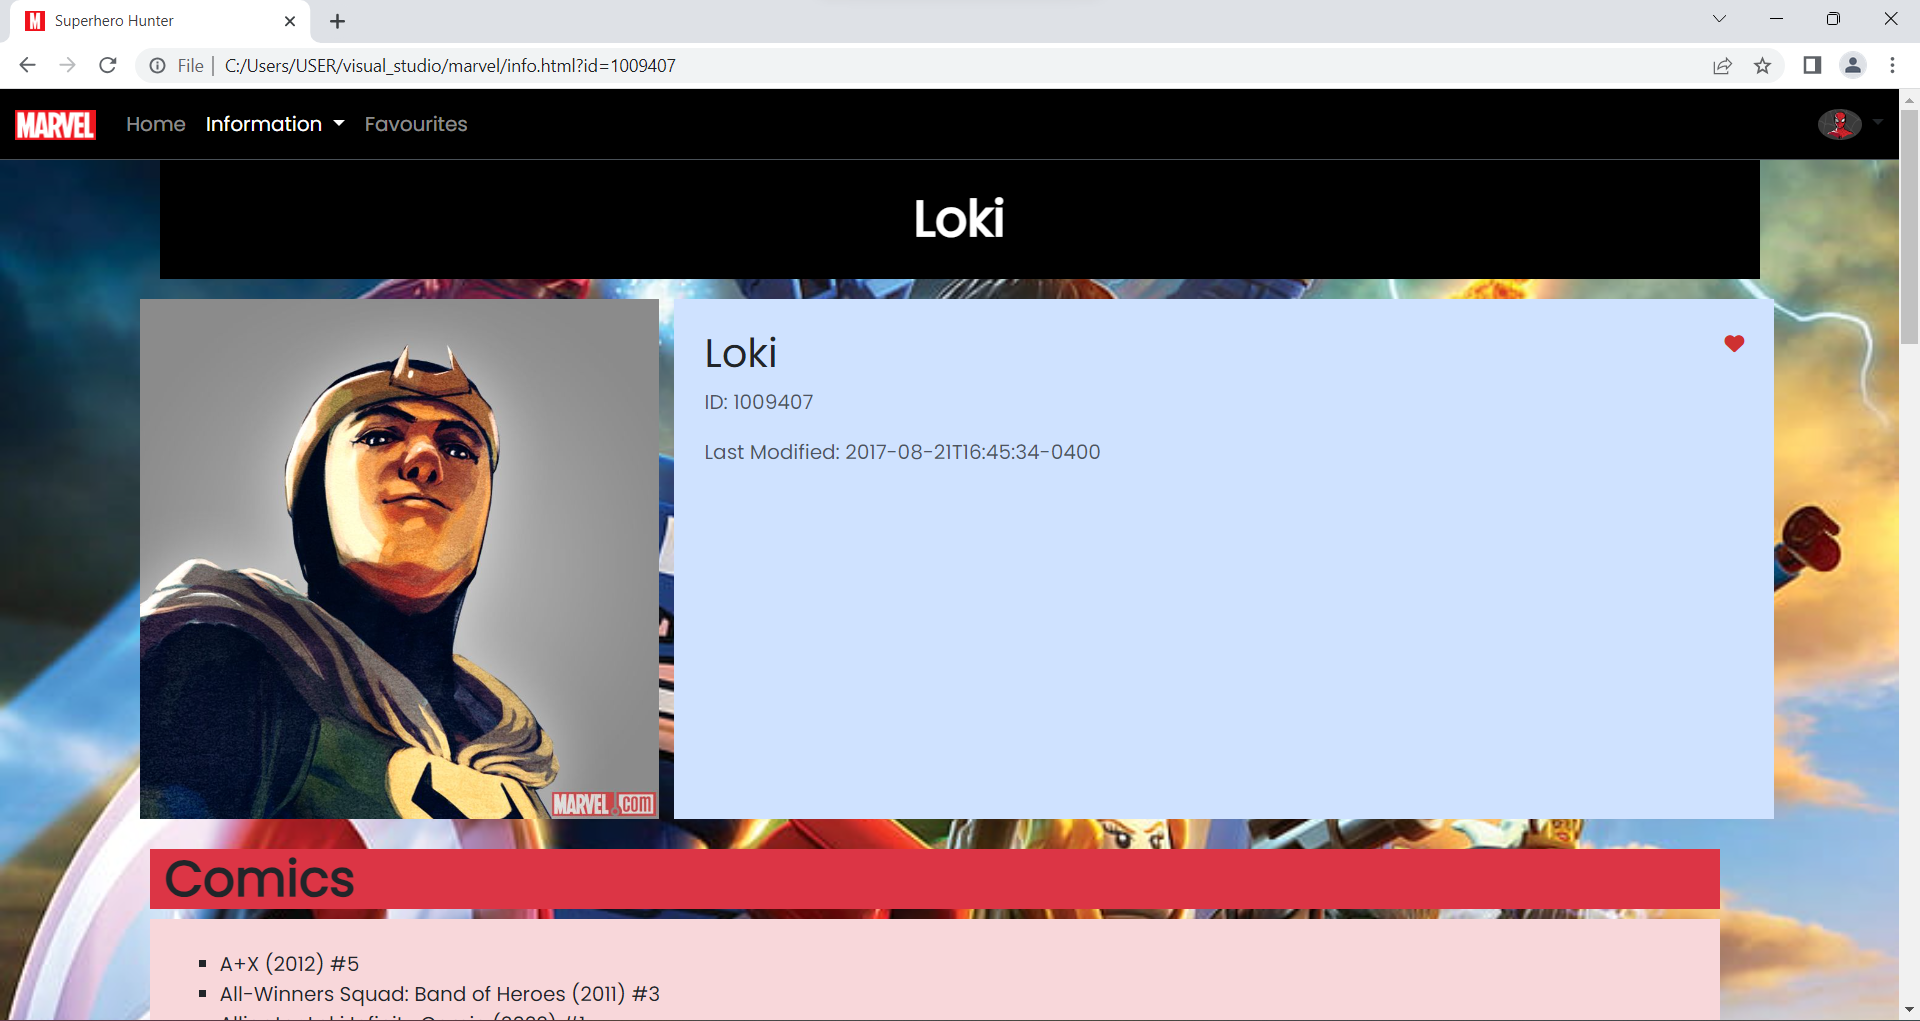 Superhero Hunter
File
C:/Users/USER/visual_studio/marvel/info.html?id=1009407
MARVEL
Home
Information
Favourites
Loki
Loki
ID: 1009407
Last Modified: 2017-08-21T16:45:34-0400
MARVEL.com
Comics
A+X (2012) #5
All-Winners Squad: Band of Heroes (2011) #3